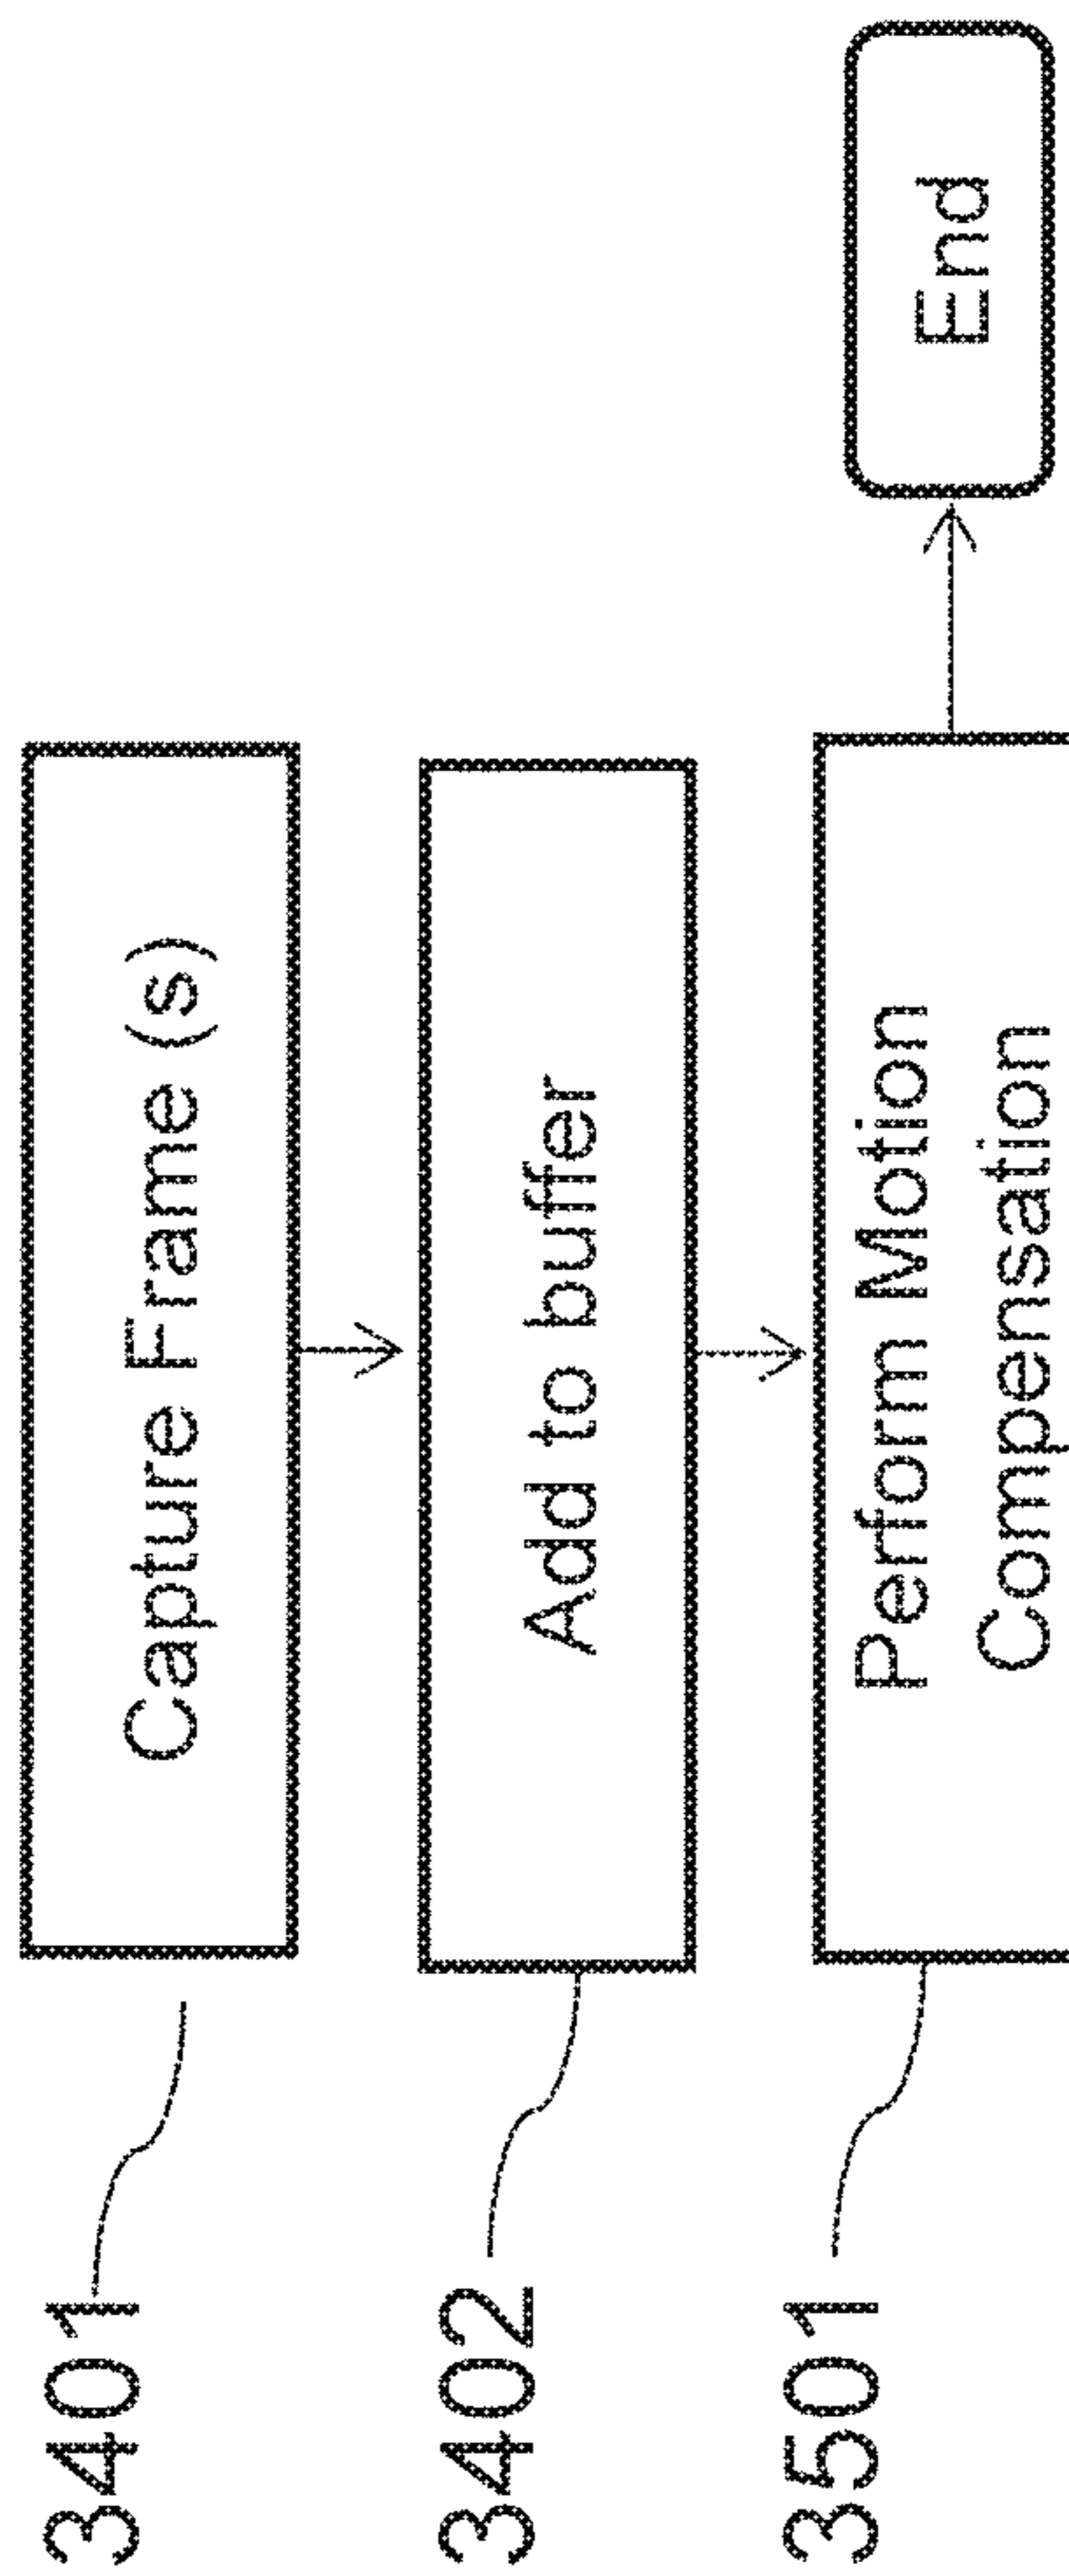 3401
Capture Frame (s)
3402
Add to buffer
3501
Perform Motion
Compensation
End